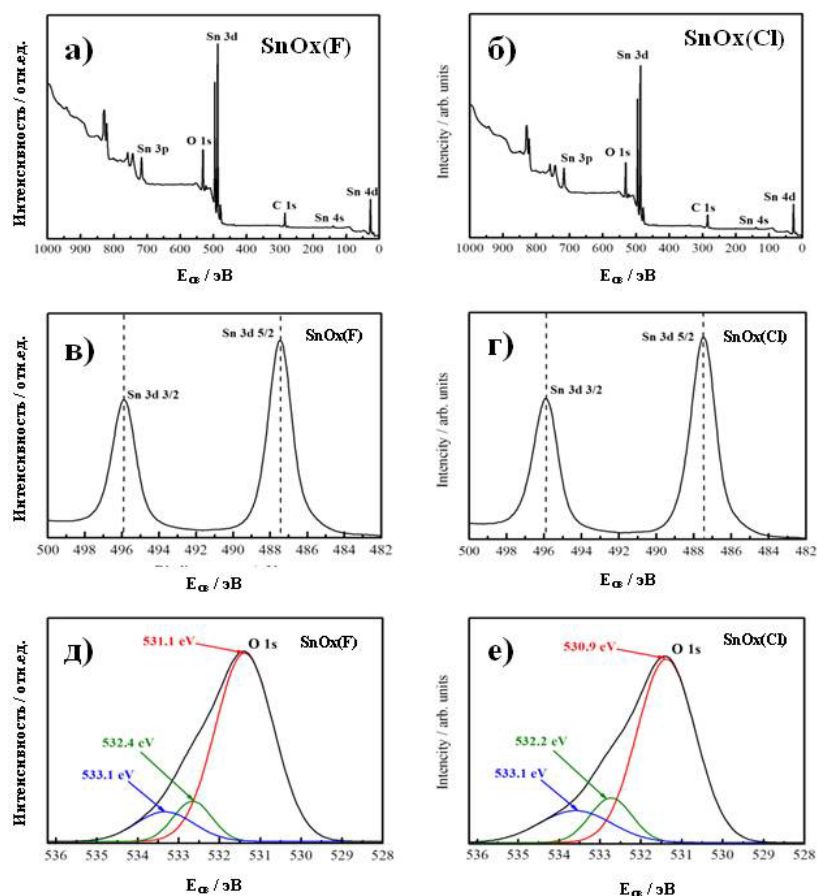 а)
SnOx(F)
Sn 3d
Sn 3p
O 1s
C 1s
Sn 4s
Sn 4d
Интенсивность / отн.ед.
1000 900 800 700 600 500 400 300 200 100 0
Eсв / эВ
б)
SnOx(Cl)
Sn 3d
Sn 3p
O 1s
C 1s
Sn 4s
Sn 4d
Intencity / arb. units
1000 900 800 700 600 500 400 300 200 100 0
Eсв / эВ
в)
SnOx(F)
Sn 3d 5/2
Sn 3d 3/2
Интенсивность / отн.ед.
500 498 496 494 492 490 488 486 484 482
Eсв / эВ
г)
SnOx(Cl)
Sn 3d 5/2
Sn 3d 3/2
Intencity / arb. units
500 498 496 494 492 490 488 486 484 482
Eсв / эВ
д)
SnOx(F)
531.1 eV
O 1s
532.4 eV
533.1 eV
Интенсивность / отн.ед.
536 535 534 533 532 531 530 529 528
Eсв / эВ
е)
SnOx(Cl)
530.9 eV
O 1s
532.2 eV
533.1 eV
Intencity / arb. units
536 535 534 533 532 531 530 529 528
Eсв / эВ